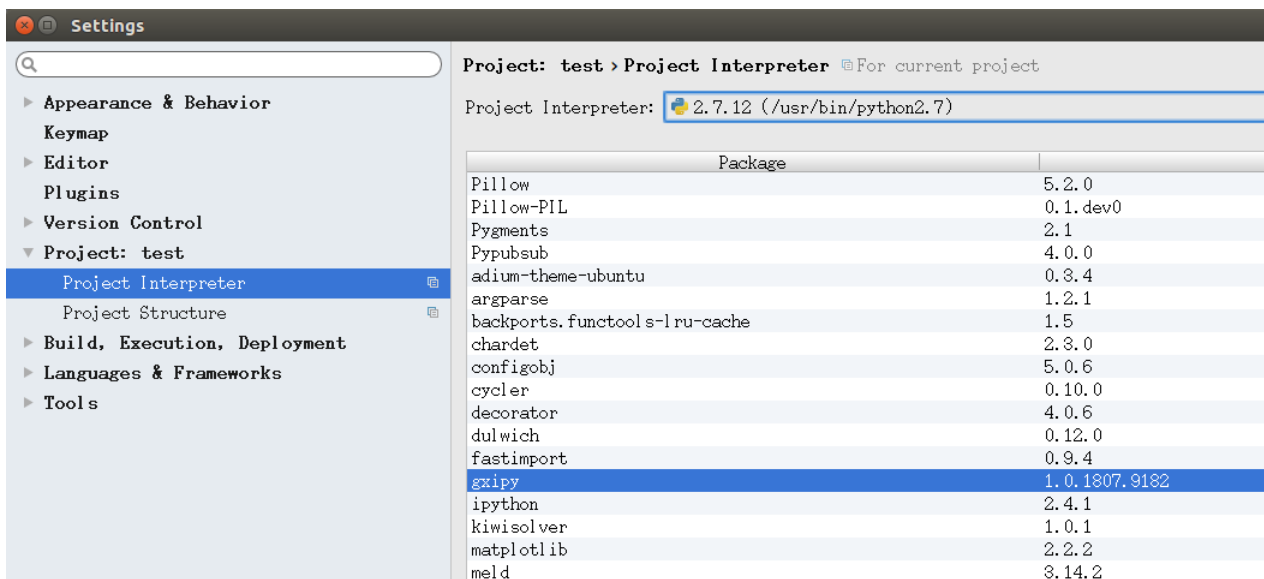 Settings
Appearance & Behavior
Keymap
Editor
Plugins
Version Control
Project: test
Project Interpreter
Project Structure
Build, Execution, Deployment
Languages & Frameworks
Tools
Project: test › Project Interpreter For current project
Project Interpreter: 2.7.12 (/usr/bin/python2.7)
Package
Pillow 5.2.0
Pillow-PIL 0.1.dev0
Pygments 2.1
Pypubsub 4.0.0
adium-theme-ubuntu 0.3.4
argparse 1.2.1
backports.functools-lru-cache 1.5
chardet 2.3.0
configobj 5.0.6
cycler 0.10.0
decorator 4.0.6
dulwich 0.12.0
fastimport 0.9.4
gxipy 1.0.1807.9182
ipython 2.4.1
kiwisolver 1.0.1
matplotlib 2.2.2
meld 3.14.2